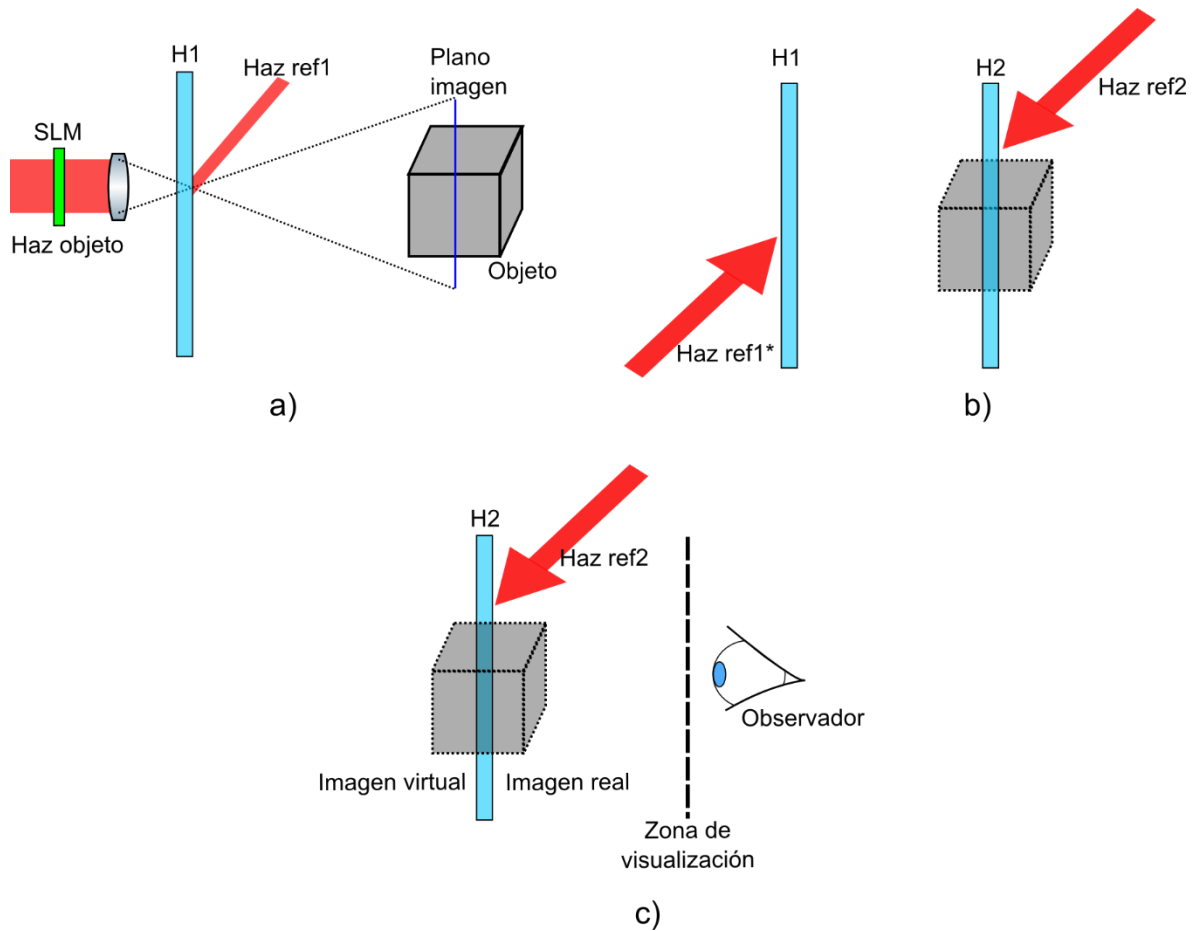 H1
Haz ref1
Plano
imagen
SLM
Haz objeto
Objeto
a)
H1
H2
Haz ref2
Haz ref1*
b)
H2
Haz ref2
Observador
Imagen virtual
Imagen real
Zona de
visualización
c)